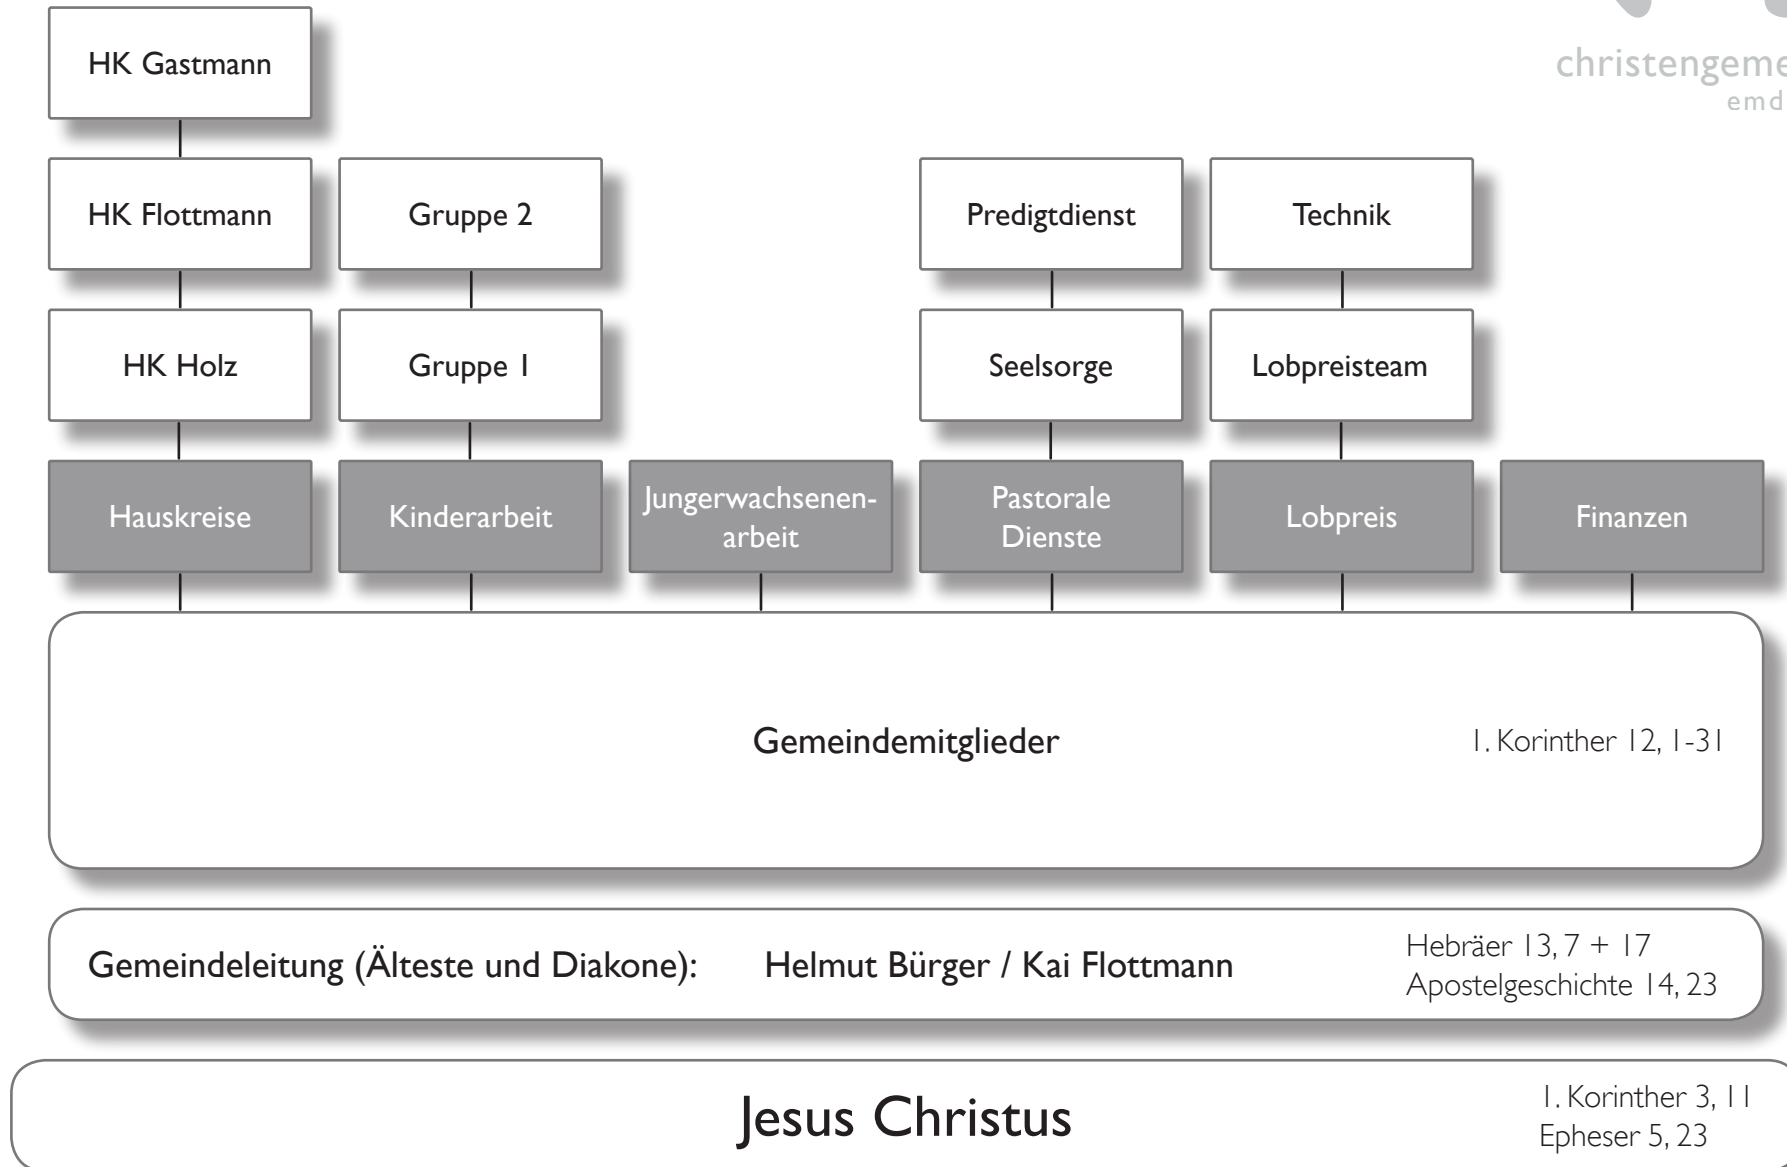 HK Gastmann
christengeme
emd
HK Flottmann
Gruppe 2
Predigtdienst
Technik
HK Holz
Gruppe 1
Seelsorge
Lobpreisteam
Hauskreise
Kinderarbeit
Jungerwachsenen-
arbeit
Pastorale
Dienste
Lobpreis
Finanzen
Gemeindemitglieder
1. Korinther 12, 1-31
Gemeindeleitung (Älteste und Diakone): Helmut Bürger / Kai Flottmann
Hebräer 13, 7 + 17
Apostelgeschichte 14, 23
Jesus Christus
1. Korinther 3, 11
Epheser 5, 23